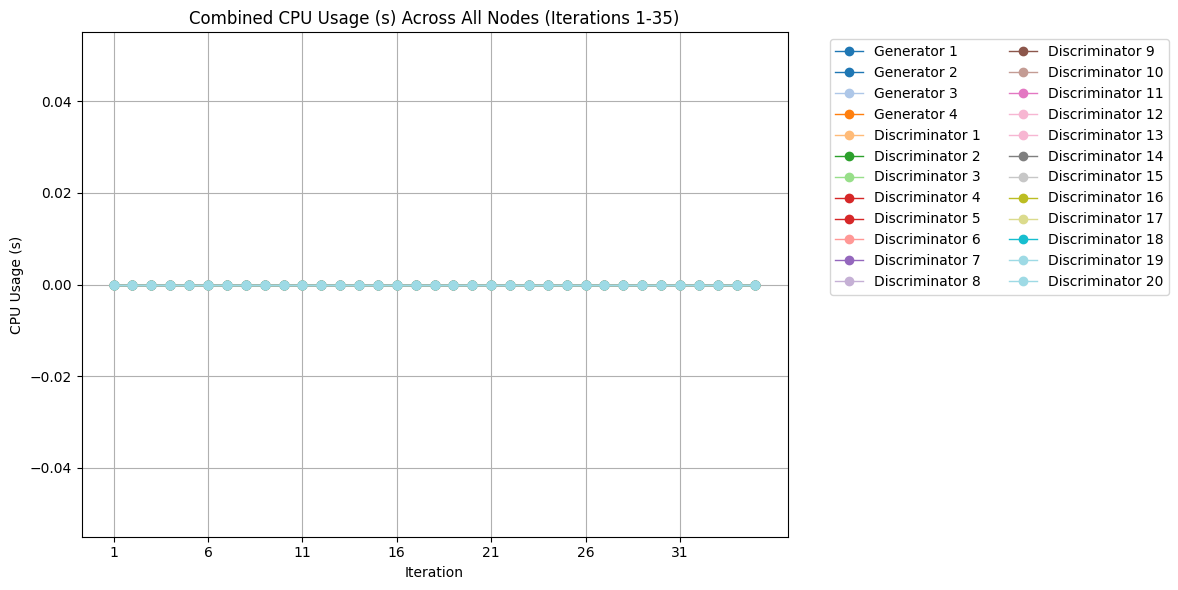 Combined CPU Usage (s) Across All Nodes (Iterations 1-35)
CPU Usage (s)
0.04
0.02
0.00
−0.02
−0.04
1
6
11
16
21
26
31
Iteration
Generator 1
Generator 2
Generator 3
Generator 4
Discriminator 1
Discriminator 2
Discriminator 3
Discriminator 4
Discriminator 5
Discriminator 6
Discriminator 7
Discriminator 8
Discriminator 9
Discriminator 10
Discriminator 11
Discriminator 12
Discriminator 13
Discriminator 14
Discriminator 15
Discriminator 16
Discriminator 17
Discriminator 18
Discriminator 19
Discriminator 20